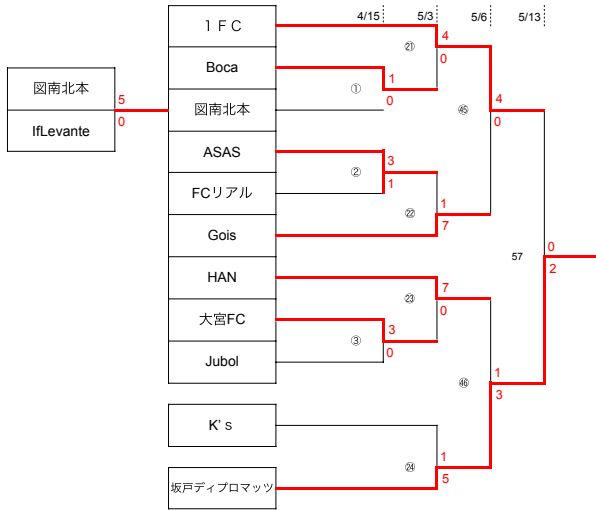 4/15 5/3 5/6 5/13
１ＦＣ
4
㉑
0
Boca
1
①
0
図南北本
5
0
IfLevante
図南北本
4
㊺
0
ASAS
3
②
1
FCリアル
1
㉒
7
Gois
0
57
2
HAN
7
㉓
0
大宮FC
3
③
0
Jubol
1
㊻
3
K'ｓ
1
㉔
5
坂戸ディプロマッツ